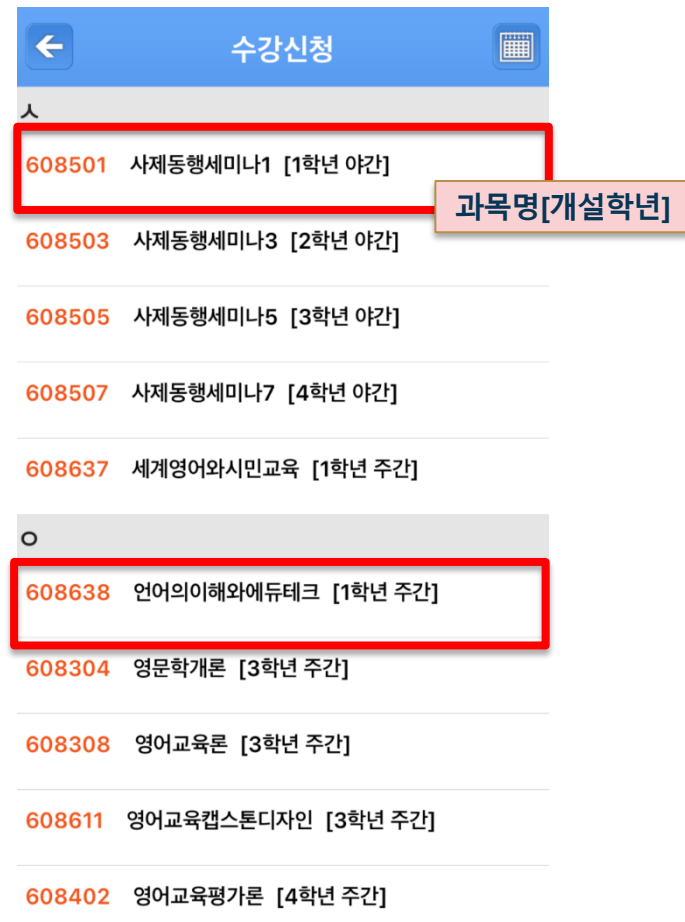 수강신청
ㅅ
608501 사제동행세미나1 [1학년 야간]
과목명[개설학년]
608503 사제동행세미나3 [2학년 야간]
608505 사제동행세미나5 [3학년 야간]
608507 사제동행세미나7 [4학년 야간]
608637 세계영어와시민교육 [1학년 주간]
ㅇ
608638 언어의이해와에듀테크 [1학년 주간]
608304 영문학개론 [3학년 주간]
608308 영어교육론 [3학년 주간]
608611 영어교육캡스톤디자인 [3학년 주간]
608402 영어교육평가론 [4학년 주간]